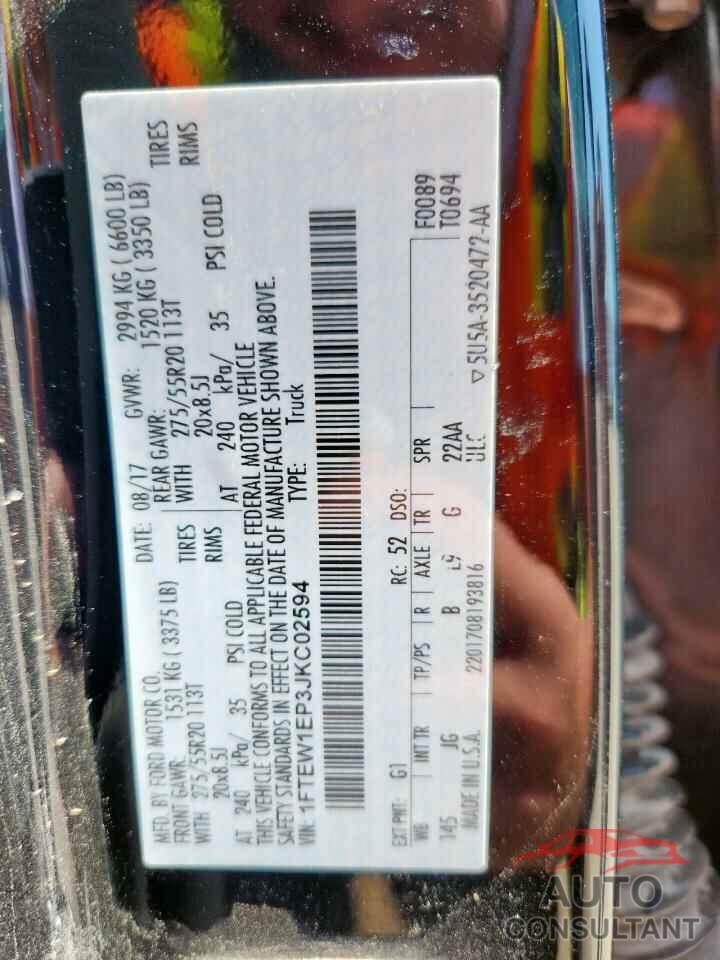 MFD. BY FORD MOTOR CO. DATE: 08/17 GVWR: 2994 KG ( 6600 LB)
FRONT GAWR: 1531 KG ( 3375 LB) REAR GAWR: 1520 KG ( 3350 LB)
WITH 275/55R20 113T TIRES WITH 275/55R20 113T TIRES
20x8.5J RIMS 20x8.5J RIMS
AT 240 kPa/ 35 PSI COLD AT 240 kPa/ 35 PSI COLD
THIS VEHICLE CONFORMS TO ALL APPLICABLE FEDERAL MOTOR VEHICLE
SAFETY STANDARDS IN EFFECT ON THE DATE OF MANUFACTURE SHOWN ABOVE.
VIN: 1FTEW1EP3JKC02594 TYPE: Truck
EXT PNT: G1 RC: 52 DSO: F0089
WB INT TR TP/PS R AXLE TR SPR T0694
145 JG B L9 G 22AA
MADE IN U.S.A. 2201708193816 ULC ▽ 5U5A-3520472-AA
AUTO
CONSULTANT